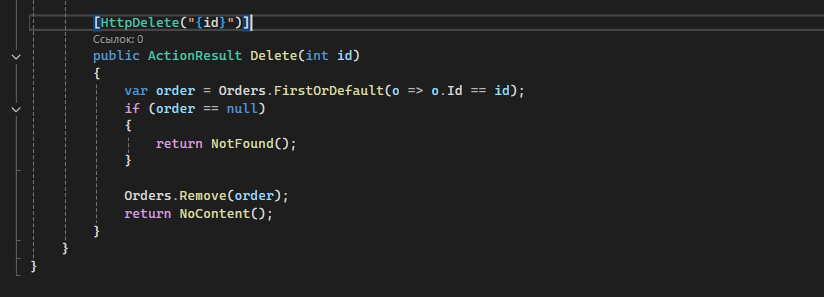 [HttpDelete("{id}")]
Ссылок: 0
public ActionResult Delete(int id)
{
var order = Orders.FirstOrDefault(o => o.Id == id);
if (order == null)
{
return NotFound();
}
Orders.Remove(order);
return NoContent();
}
}
}